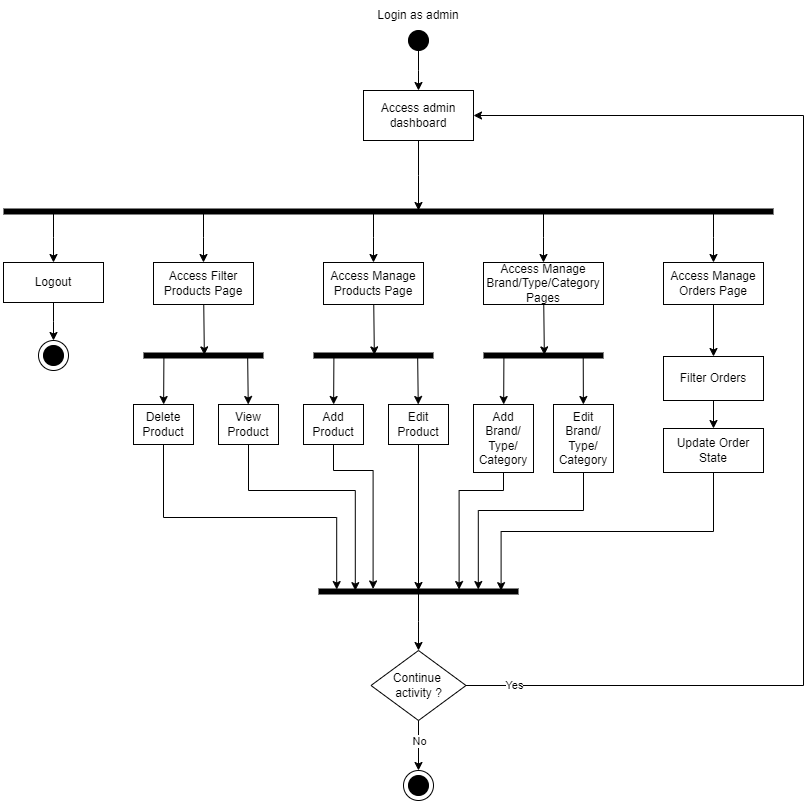 Login as admin
Access admin
dashboard
Logout
Access Filter
Products Page
Access Manage
Products Page
Access Manage
Brand/Type/Category
Pages
Access Manage
Orders Page
Filter Orders
Delete
Product
View
Product
Add
Product
Edit
Product
Add
Brand/
Type/
Category
Edit
Brand/
Type/
Category
Update Order
State
Continue
activity ?
Yes
No